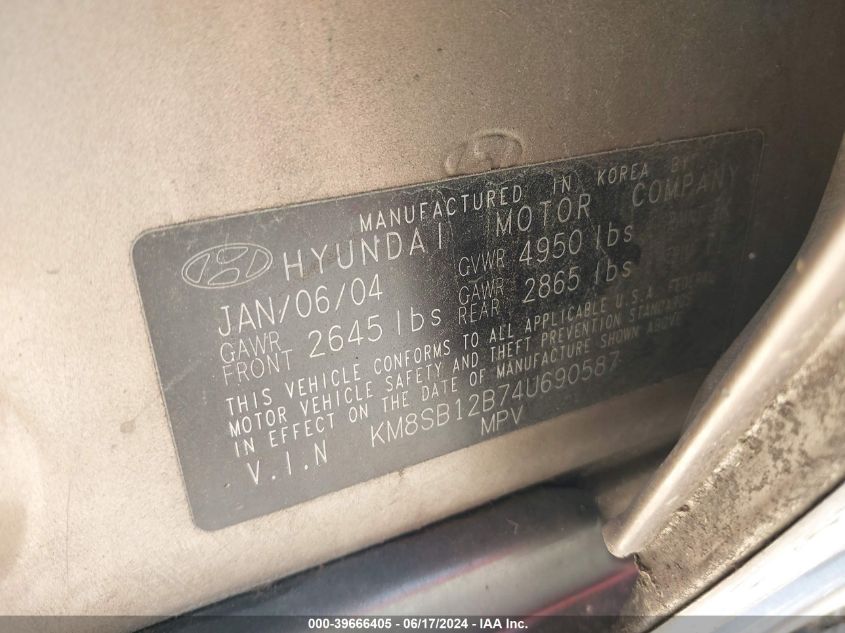 MANUFACTURED IN KOREA BY
HYUNDAI MOTOR COMPANY
JAN/06/04 GVWR 4950 lbs
GAWR FRONT 2645 lbs GAWR REAR 2865 lbs
THIS VEHICLE CONFORMS TO ALL APPLICABLE U.S.A. FEDERAL
MOTOR VEHICLE SAFETY AND THEFT PREVENTION STANDARDS
IN EFFECT ON THE DATE OF MANUFACTURE SHOWN ABOVE.
V.I.N KM8SB12B74U690587
MPV
000-39666405 - 06/17/2024 - IAA Inc.